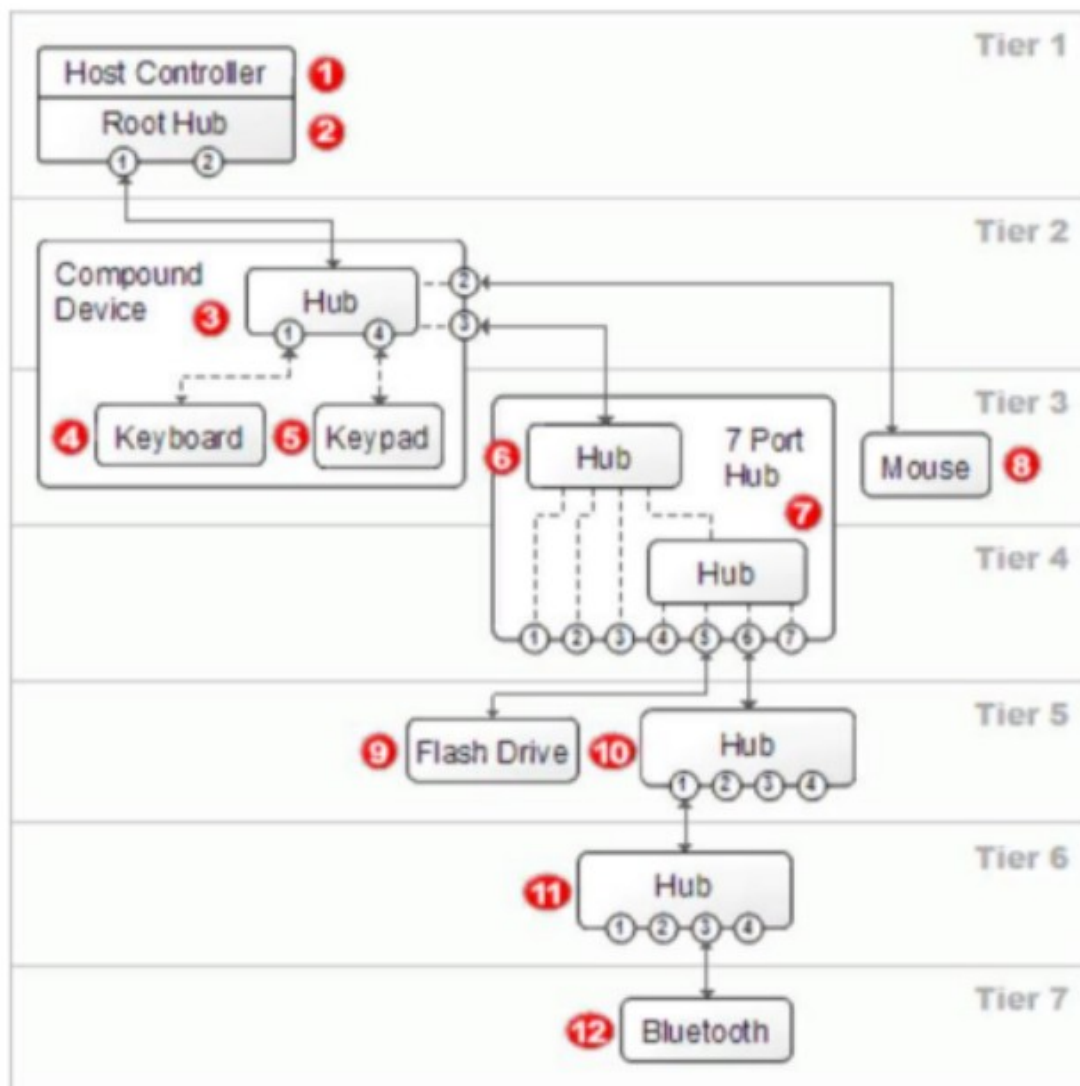 Tier 1
Host Controller
1
Root Hub
2
1
2
Tier 2
Compound
Device
3
Hub
1
4
2
3
Tier 3
4
Keyboard
5
Keypad
6
Hub
7 Port
Hub
7
Mouse
8
Tier 4
Hub
1
2
3
4
5
6
7
Tier 5
9
Flash Drive
10
Hub
1
2
3
4
Tier 6
11
Hub
1
2
3
4
Tier 7
12
Bluetooth